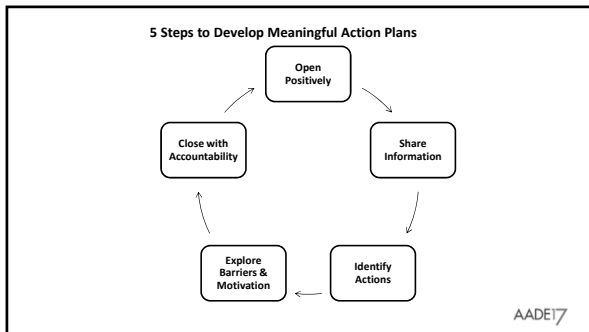 5 Steps to Develop Meaningful Action Plans
Open
Positively
Share
Information
Identify
Actions
Explore
Barriers &
Motivation
Close with
Accountability
AADE17